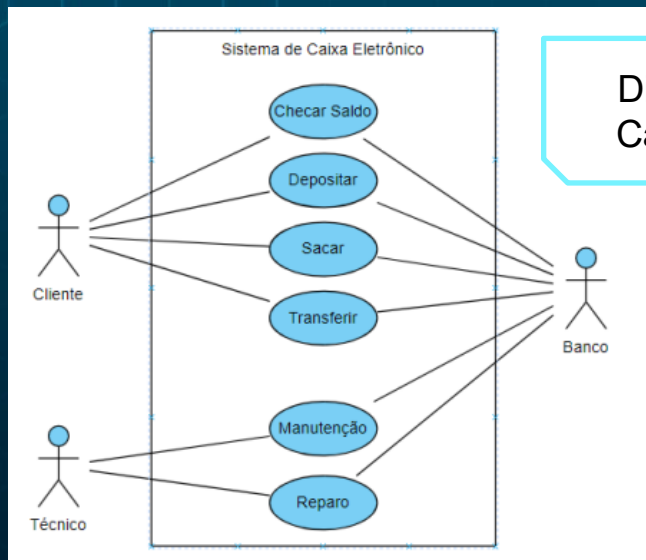 Sistema de Caixa Eletrônico
Checar Saldo
Depositar
Sacar
Transferir
Manutenção
Reparo
Cliente
Técnico
Banco